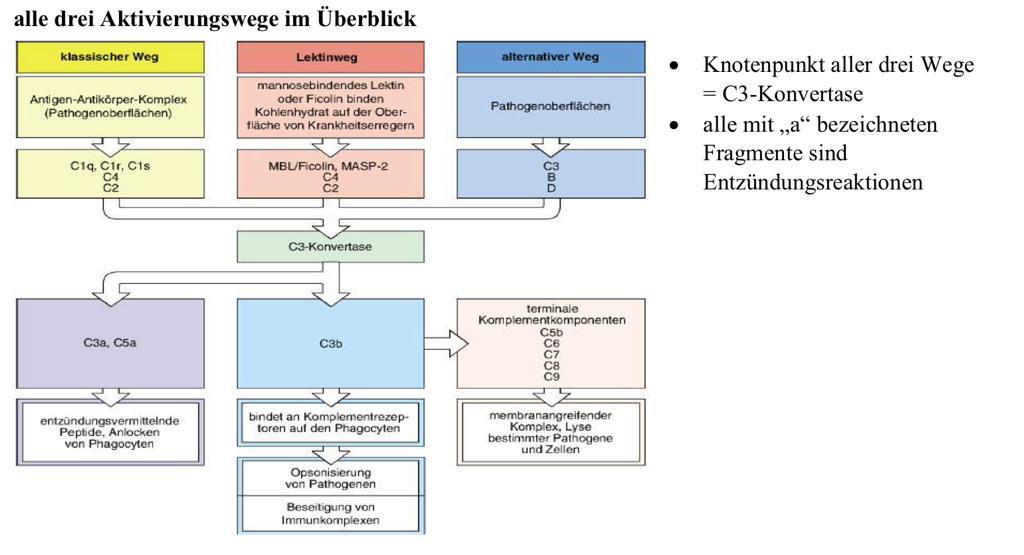 alle drei Aktivierungswege im Überblick
klassischer Weg
Antigen-Antikörper-Komplex
(Pathogenoberflächen)
C1q, C1r, C1s
C4
C2
Lektinweg
mannosebindendes Lektin
oder Ficolin binden
Kohlenhydrat auf der Ober-
fläche von Krankheitserregern
MBL/Ficolin, MASP-2
C4
C2
alternativer Weg
Pathogenoberflächen
C3
B
D
C3-Konvertase
C3a, C5a
entzündungsvermittelnde
Peptide, Anlocken
von Phagocyten
C3b
bindet an Komplementrezep-
toren auf den Phagocyten
Opsonisierung
von Pathogenen
Beseitigung von
Immunkomplexen
terminale
Komplementkomponenten
C5b
C6
C7
C8
C9
membranangreifender
Komplex, Lyse
bestimmter Pathogene
und Zellen
• Knotenpunkt aller drei Wege
= C3-Konvertase
• alle mit „a“ bezeichneten
Fragmente sind
Entzündungsreaktionen